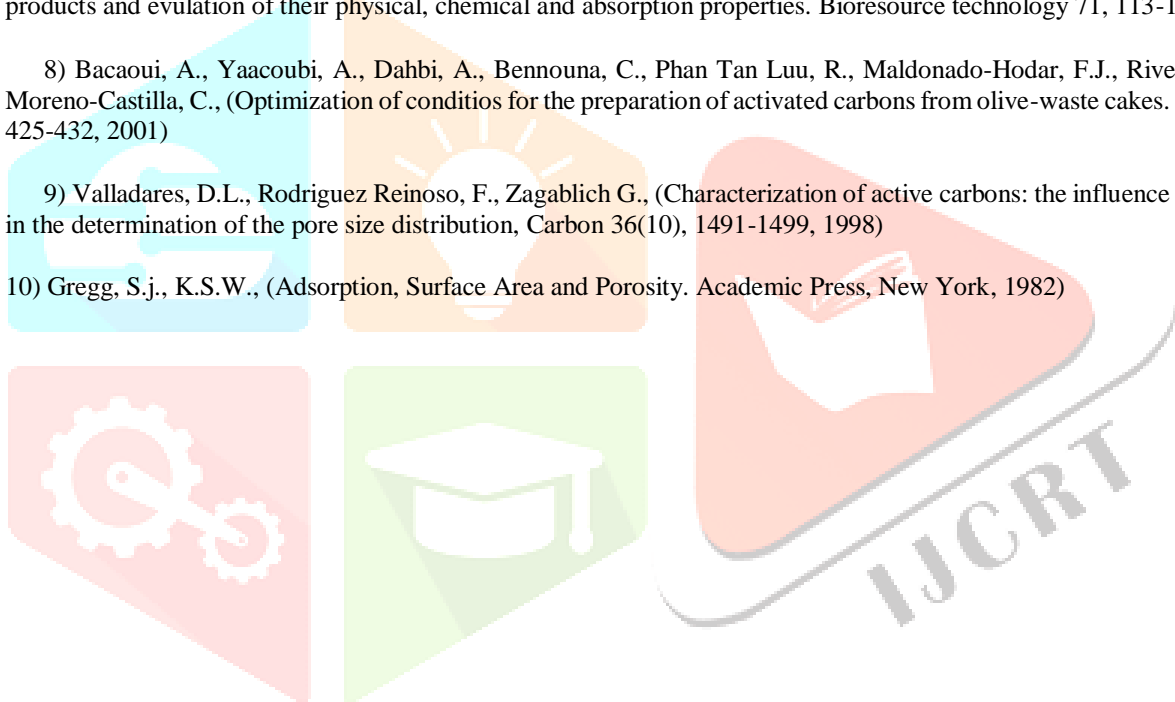 products and evulation of their physical, chemical and absorption properties. Bioresource technology 71, 113-1
8) Bacaoui, A., Yaacoubi, A., Dahbi, A., Bennouna, C., Phan Tan Luu, R., Maldonado-Hodar, F.J., Rive
Moreno-Castilla, C., (Optimization of conditios for the preparation of activated carbons from olive-waste cakes.
425-432, 2001)
9) Valladares, D.L., Rodriguez Reinoso, F., Zagablich G., (Characterization of active carbons: the influence
in the determination of the pore size distribution, Carbon 36(10), 1491-1499, 1998)
10) Gregg, S.j., K.S.W., (Adsorption, Surface Area and Porosity. Academic Press, New York, 1982)
IJCRT